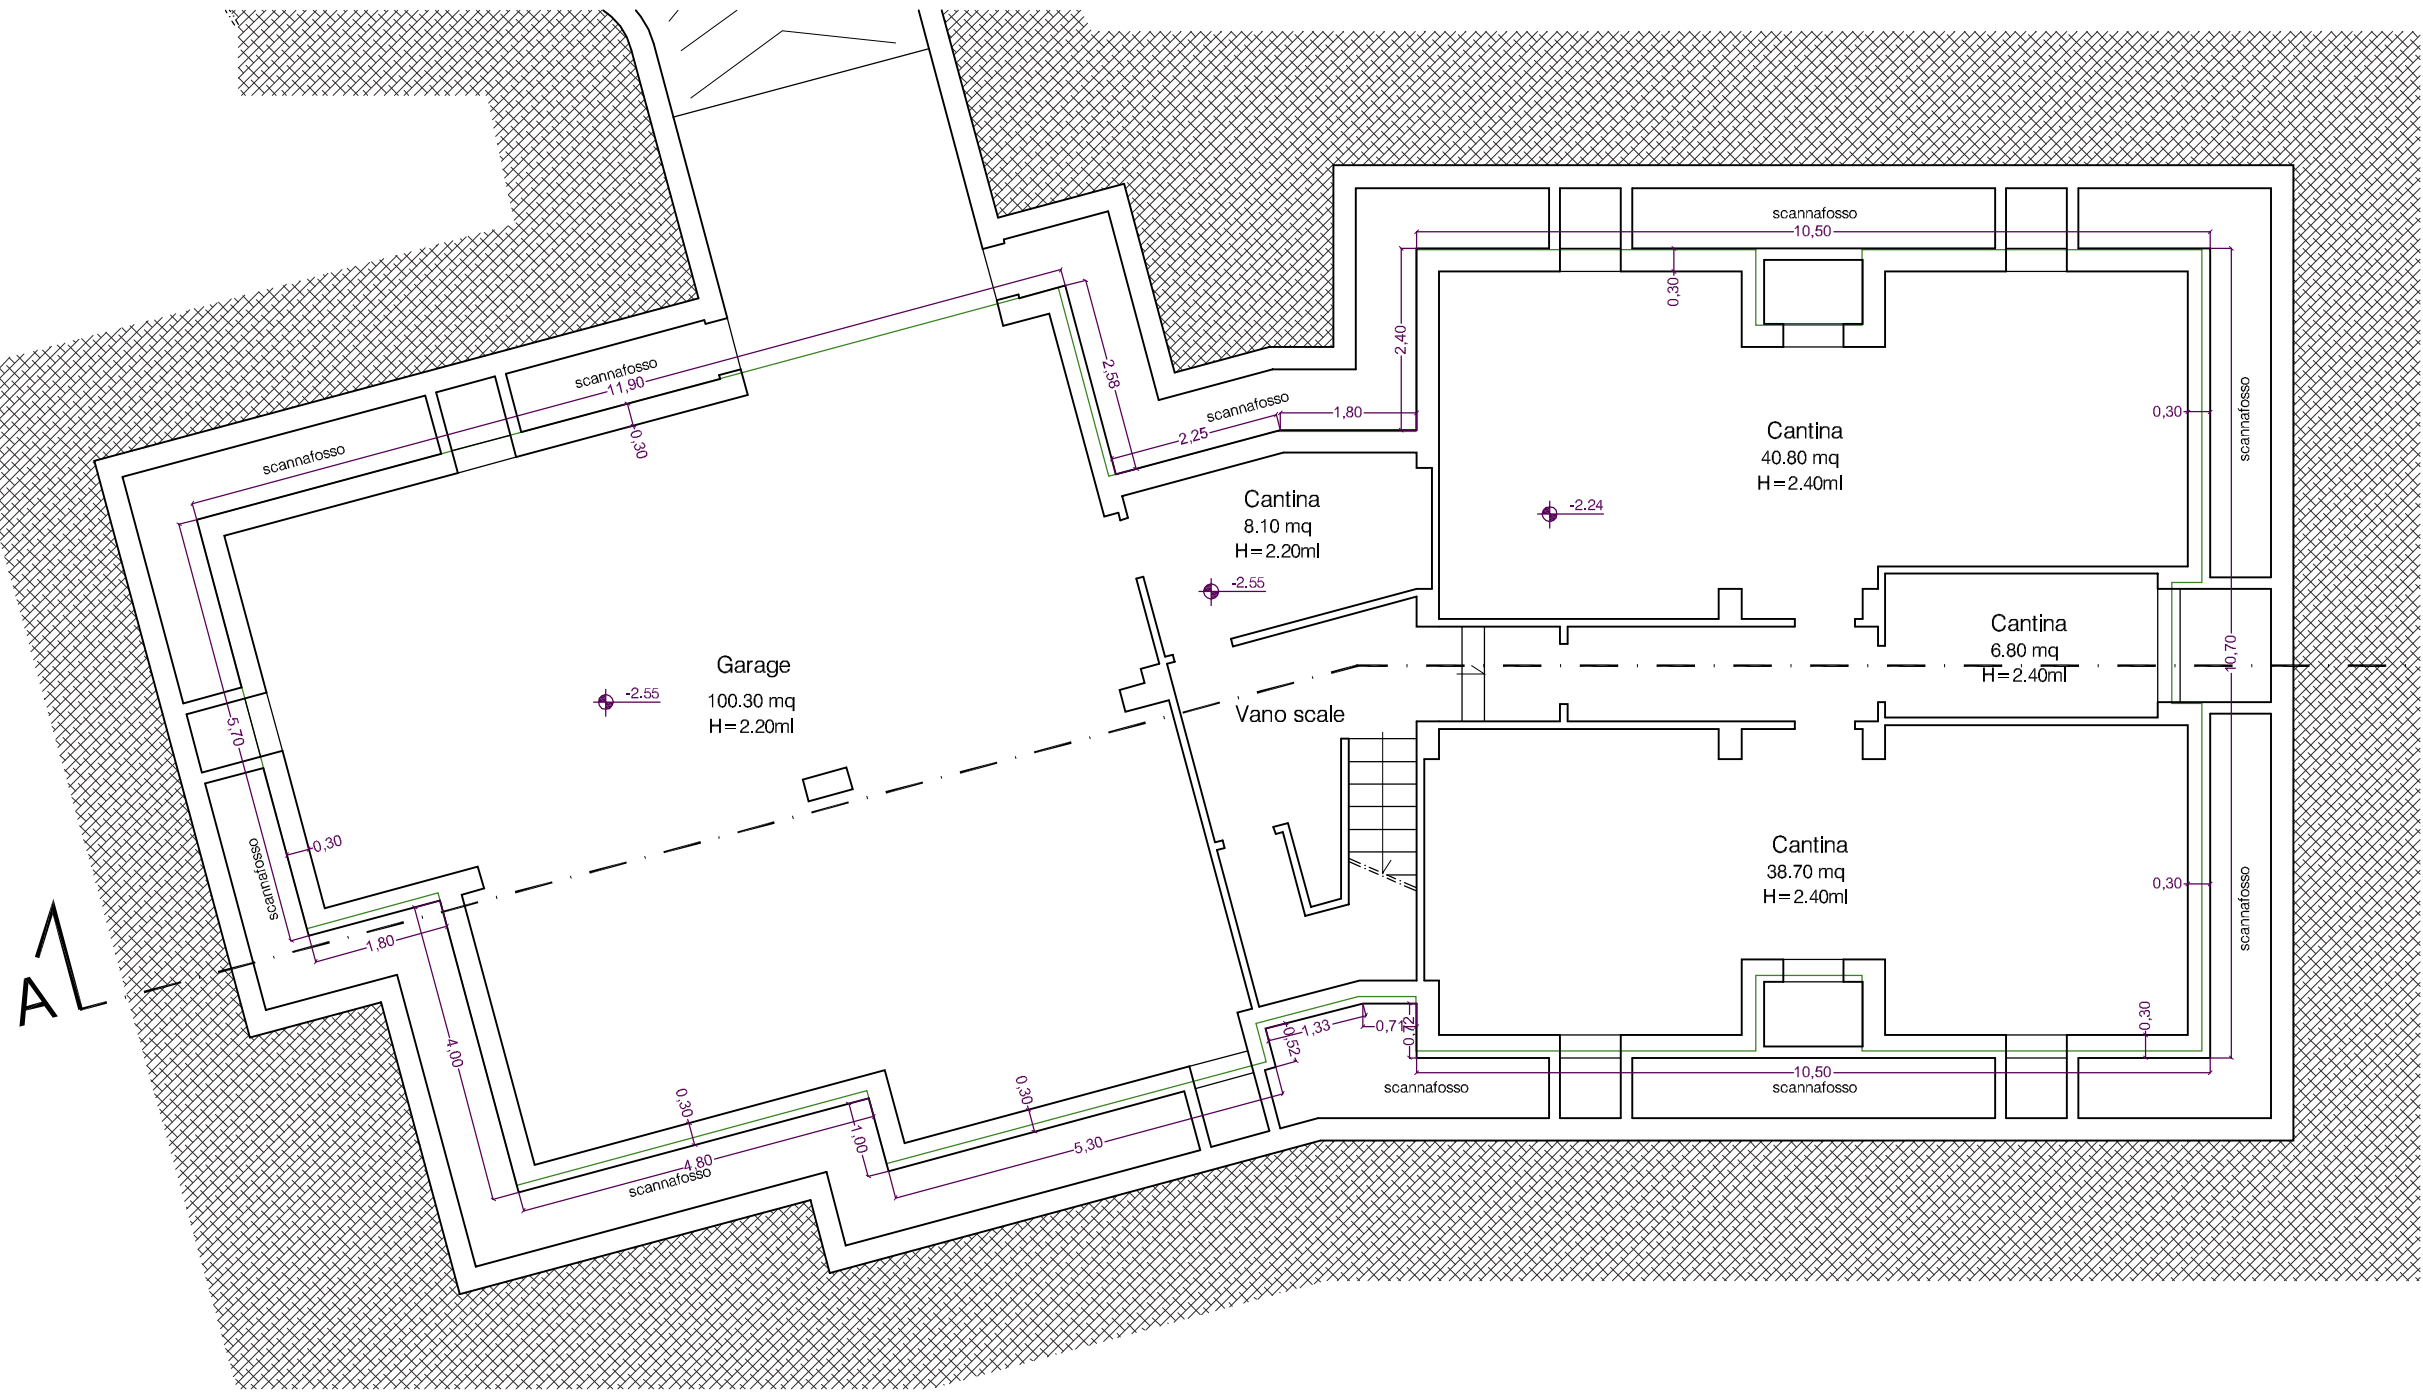 scannafosso
10,50
0,30
2,40
scannafosso
11,90
0,30
2,58
scannafosso
1,80
2,25
scannafosso
0,30
scannafosso
Cantina
40.80 mq
H=2.40ml
-2.24
Cantina
8.10 mq
H=2.20ml
-2.55
Cantina
6.80 mq
H=2.40ml
10,70
Garage
100.30 mq
H=2.20ml
-2.55
Vano scale
5,70
0,30
scannafosso
1,80
A
Cantina
38.70 mq
H=2.40ml
0,30
scannafosso
4,00
0,30
0,30
1,33
0,52
0,71
0,72
0,30
10,50
scannafosso
scannafosso
1,00
5,30
4,80
scannafosso